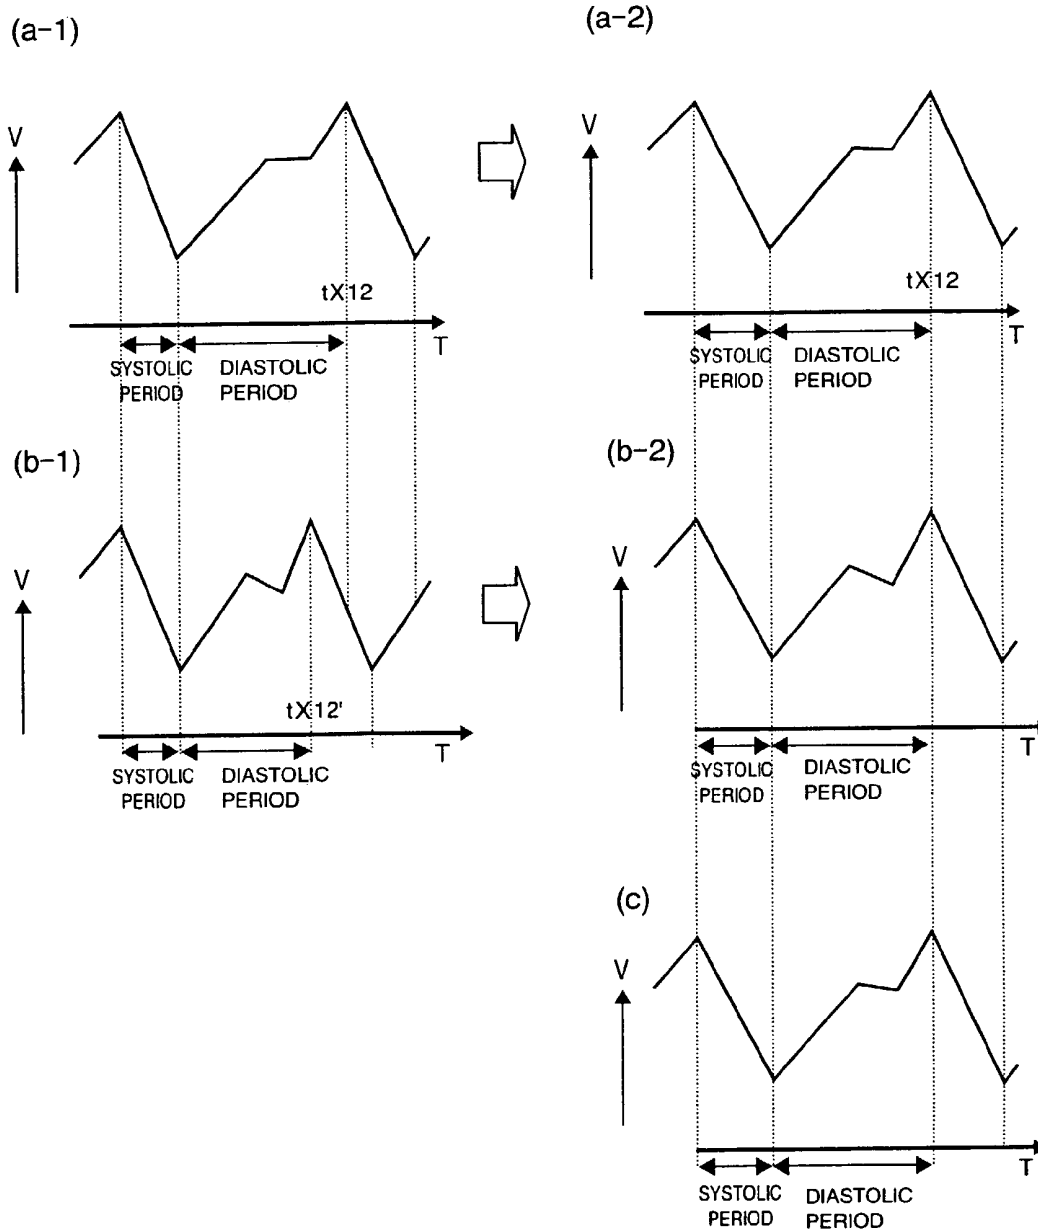 (a-1)
V
tX12
T
SYSTOLIC
PERIOD
DIASTOLIC
PERIOD
(a-2)
V
tX12
T
SYSTOLIC
PERIOD
DIASTOLIC
PERIOD
(b-1)
V
tX12'
T
SYSTOLIC
PERIOD
DIASTOLIC
PERIOD
(b-2)
V
T
SYSTOLIC
PERIOD
DIASTOLIC
PERIOD
(c)
V
T
SYSTOLIC
PERIOD
DIASTOLIC
PERIOD